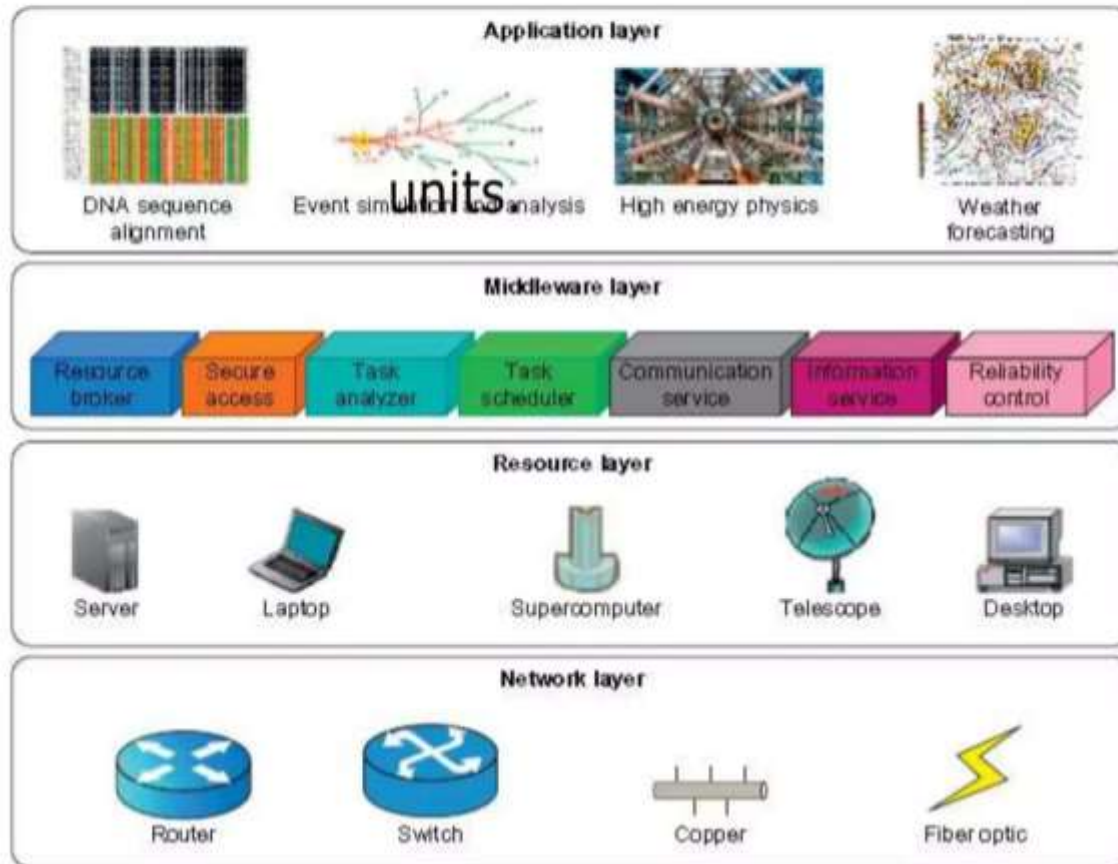 Application layer
DNA sequence
alignment
Event simulation and analysis
units.
High energy physics
Weather
forecasting
Middleware layer
Resource
broker
Secure
access
Task
analyzer
Task
scheduler
Communication
service
Information
service
Reliability
control
Resource layer
Server
Laptop
Supercomputer
Telescope
Desktop
Network layer
Router
Switch
Copper
Fiber optic